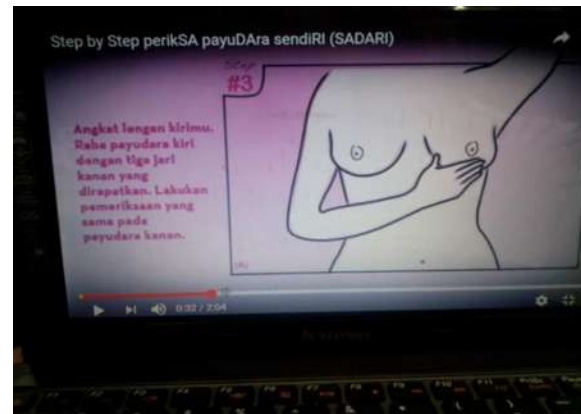 Step by Step perikSA payuDAra sendiRI (SADARI)
Step
#3
Angkat lengan kirimu.
Raba payudara kiri
dengan tiga jari
kanan yang
dirapatkan. Lakukan
pemeriksaan yang
sama pada
payudara kanan.
0:32 / 2:04